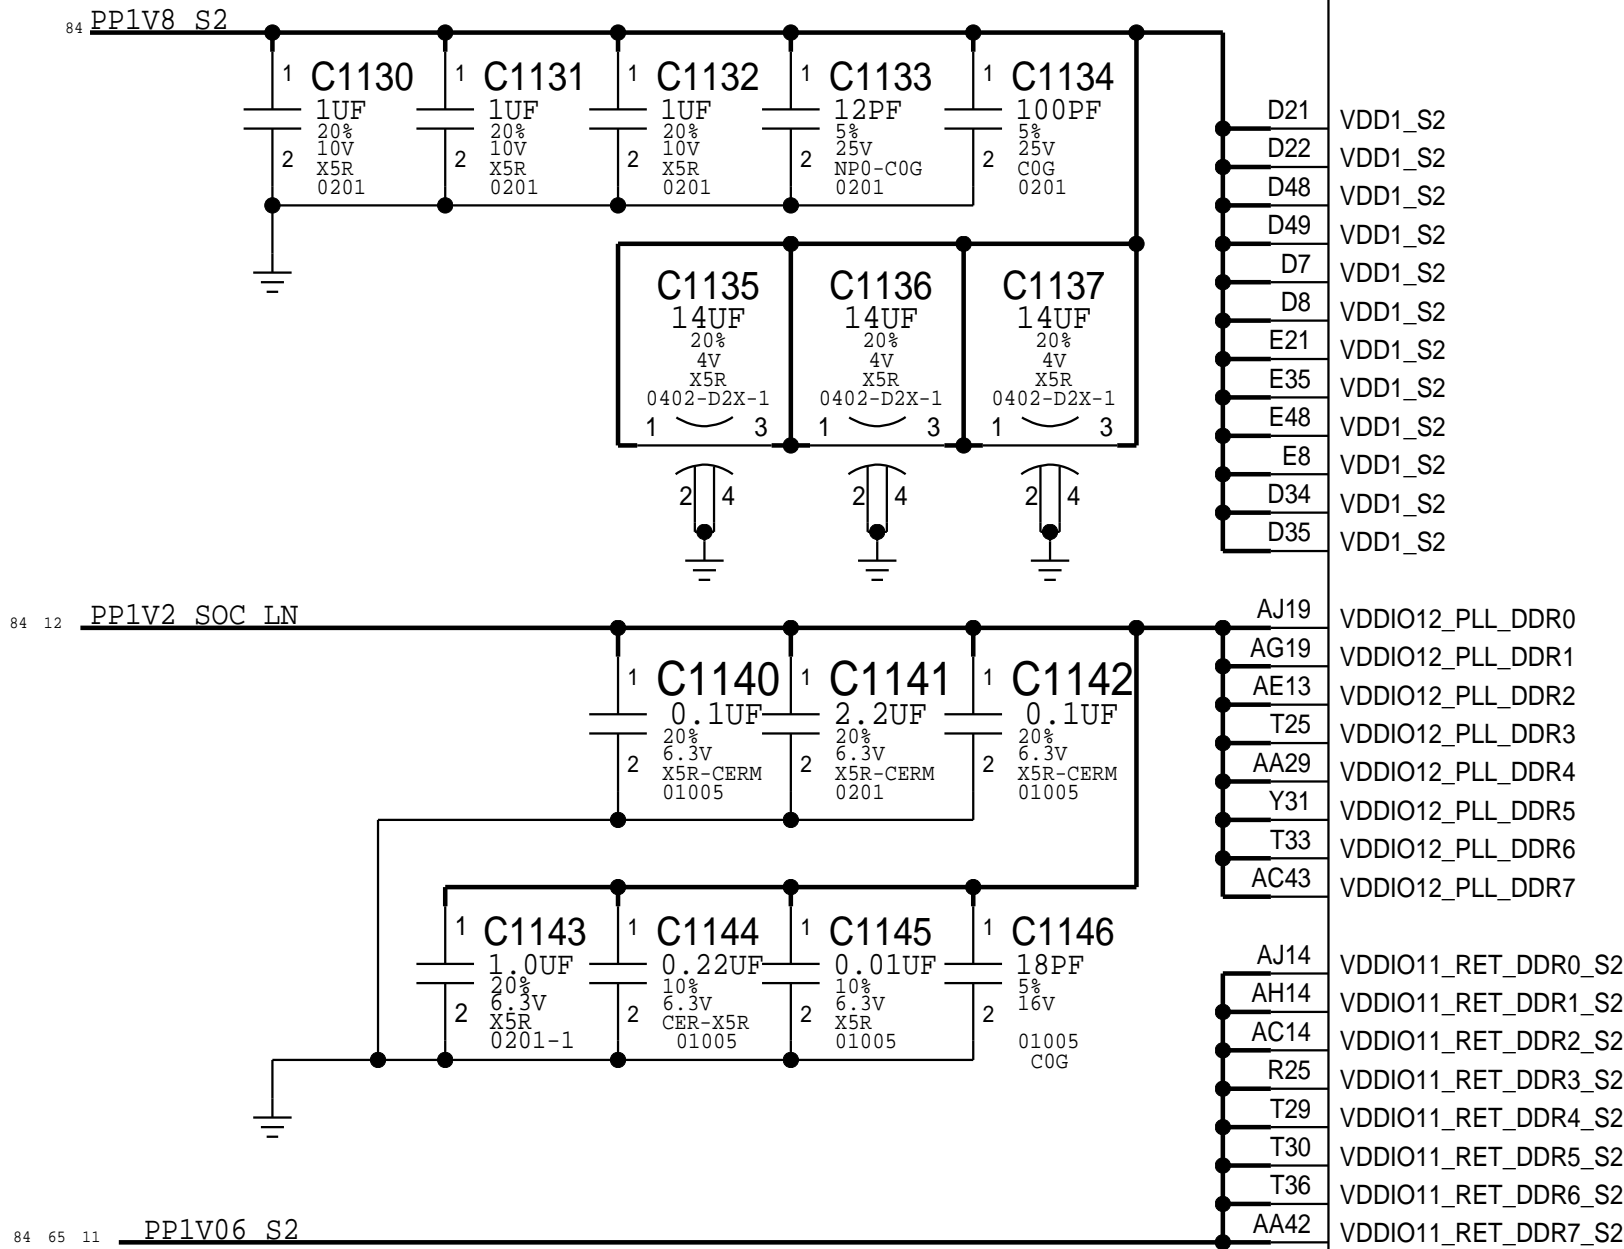 84 PP1V8_S2
1 C1130 1UF 20% 10V X5R 0201 2
1 C1131 1UF 20% 10V X5R 0201 2
1 C1132 1UF 20% 10V X5R 0201 2
1 C1133 12PF 5% 25V NP0-C0G 0201 2
1 C1134 100PF 5% 25V C0G 0201 2
C1135 14UF 20% 4V X5R 0402-D2X-1 1 3 2 4
C1136 14UF 20% 4V X5R 0402-D2X-1 1 3 2 4
C1137 14UF 20% 4V X5R 0402-D2X-1 1 3 2 4
D21 VDD1_S2
D22 VDD1_S2
D48 VDD1_S2
D49 VDD1_S2
D7 VDD1_S2
D8 VDD1_S2
E21 VDD1_S2
E35 VDD1_S2
E48 VDD1_S2
E8 VDD1_S2
D34 VDD1_S2
D35 VDD1_S2
84 12 PP1V2_SOC_LN
1 C1140 0.1UF 20% 6.3V X5R-CERM 01005 2
1 C1141 2.2UF 20% 6.3V X5R-CERM 0201 2
1 C1142 0.1UF 20% 6.3V X5R-CERM 01005 2
1 C1143 1.0UF 20% 6.3V X5R 0201-1 2
1 C1144 0.22UF 10% 6.3V CER-X5R 01005 2
1 C1145 0.01UF 10% 6.3V X5R 01005 2
1 C1146 18PF 5% 16V 01005 C0G 2
AJ19 VDDIO12_PLL_DDR0
AG19 VDDIO12_PLL_DDR1
AE13 VDDIO12_PLL_DDR2
T25 VDDIO12_PLL_DDR3
AA29 VDDIO12_PLL_DDR4
Y31 VDDIO12_PLL_DDR5
T33 VDDIO12_PLL_DDR6
AC43 VDDIO12_PLL_DDR7
AJ14 VDDIO11_RET_DDR0_S2
AH14 VDDIO11_RET_DDR1_S2
AC14 VDDIO11_RET_DDR2_S2
R25 VDDIO11_RET_DDR3_S2
T29 VDDIO11_RET_DDR4_S2
T30 VDDIO11_RET_DDR5_S2
T36 VDDIO11_RET_DDR6_S2
AA42 VDDIO11_RET_DDR7_S2
84 65 11 PP1V06_S2